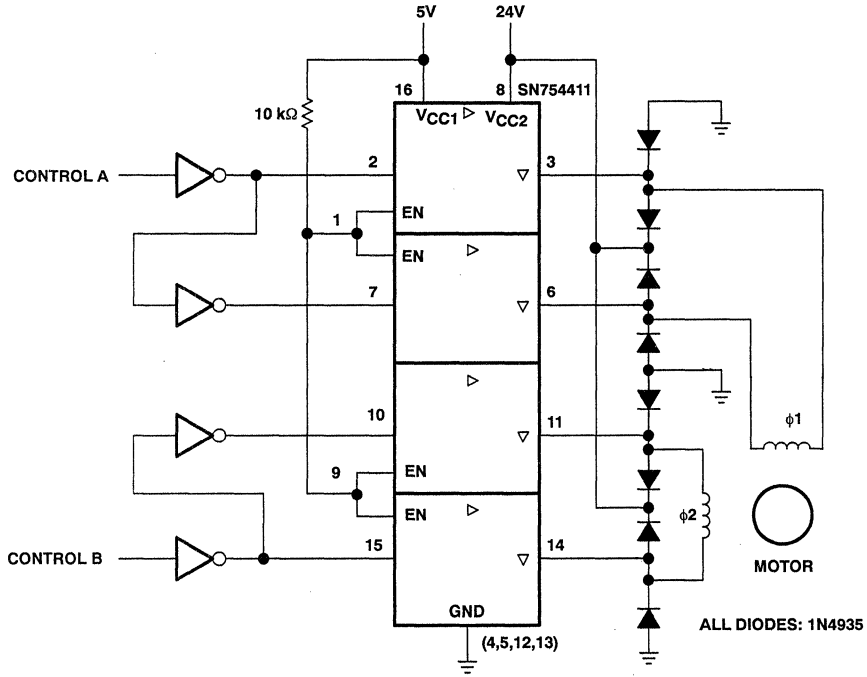 5V
24V
16
8
SN754411
10 kΩ
VCC1
VCC2
CONTROL A
2
3
1
EN
EN
7
6
10
11
ϕ1
9
EN
EN
ϕ2
CONTROL B
15
14
MOTOR
GND
(4,5,12,13)
ALL DIODES: 1N4935